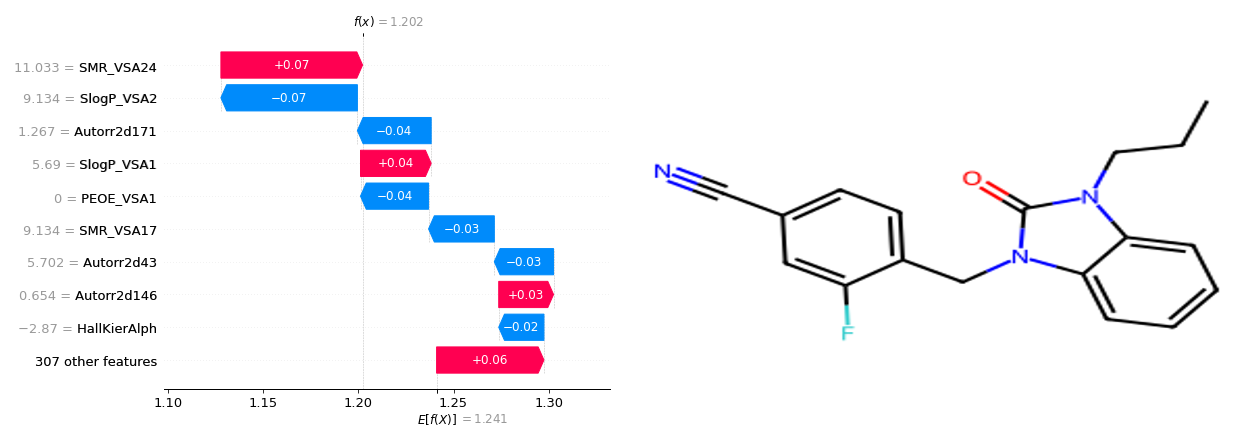 f(x) = 1.202
11.033 = SMR_VSA24
+0.07
9.134 = SlogP_VSA2
−0.07
1.267 = Autorr2d171
−0.04
5.69 = SlogP_VSA1
+0.04
0 = PEOE_VSA1
−0.04
9.134 = SMR_VSA17
−0.03
5.702 = Autorr2d43
−0.03
0.654 = Autorr2d146
+0.03
−2.87 = HallKierAlph
−0.02
307 other features
+0.06
1.10 1.15 1.20 1.25 1.30
E[f(X)] = 1.241
N
O
N
N
F